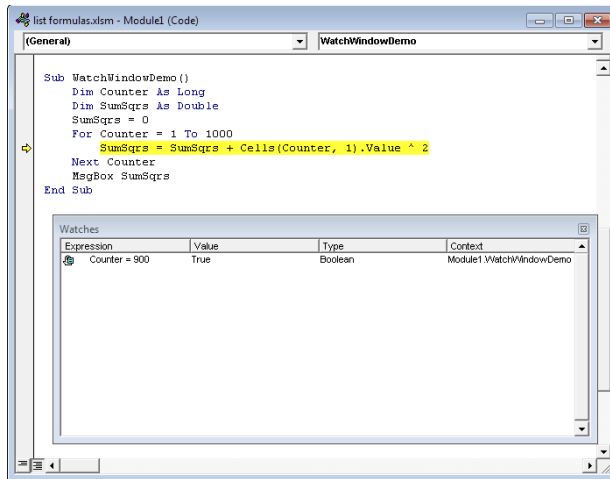 list formulas.xlsm - Module1 (Code)
(General) WatchWindowDemo
Sub WatchWindowDemo()
Dim Counter As Long
Dim SumSqrs As Double
SumSqrs = 0
For Counter = 1 To 1000
SumSqrs = SumSqrs + Cells(Counter, 1).Value ^ 2
Next Counter
MsgBox SumSqrs
End Sub
Watches
Expression Value Type Context
Counter = 900 True Boolean Module1.WatchWindowDemo